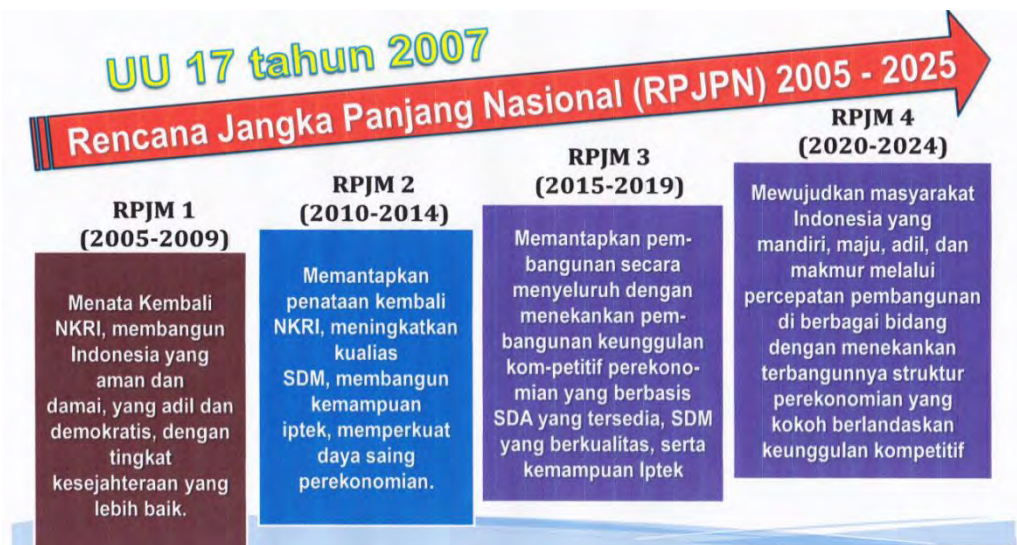 UU 17 tahun 2007
Rencana Jangka Panjang Nasional (RPJPN) 2005 - 2025
RPJM 1
(2005-2009)
Menata Kembali
NKRI, membangun
Indonesia yang
aman dan
damai, yang adil dan
demokratis, dengan
tingkat
kesejahteraan yang
lebih baik.
RPJM 2
(2010-2014)
Memantapkan
penataan kembali
NKRI, meningkatkan
kualias
SDM, membangun
kemampuan
iptek, memperkuat
daya saing
perekonomian.
RPJM 3
(2015-2019)
Memantapkan pem-
bangunan secara
menyeluruh dengan
menekankan pem-
bangunan keunggulan
kom-petitif perekono-
mian yang berbasis
SDA yang tersedia, SDM
yang berkualitas, serta
kemampuan Iptek
RPJM 4
(2020-2024)
Mewujudkan masyarakat
Indonesia yang
mandiri, maju, adil, dan
makmur melalui
percepatan pembangunan
di berbagai bidang
dengan menekankan
terbangunnya struktur
perekonomian yang
kokoh berlandaskan
keunggulan kompetitif